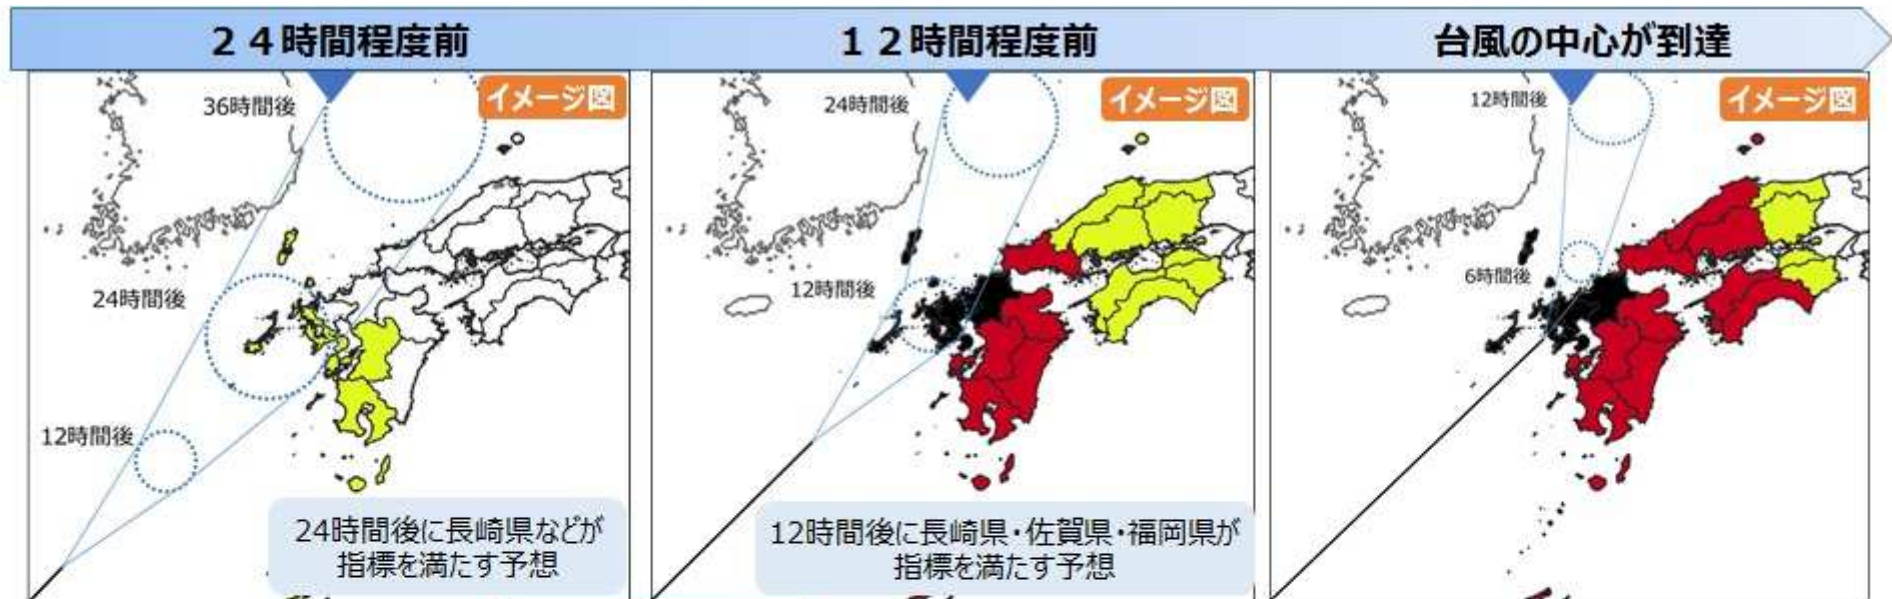 ２４時間程度前
１２時間程度前
台風の中心が到達
イメージ図
36時間後
24時間後
12時間後
24時間後に長崎県などが
指標を満たす予想
イメージ図
24時間後
12時間後
12時間後に長崎県・佐賀県・福岡県が
指標を満たす予想
イメージ図
12時間後
6時間後